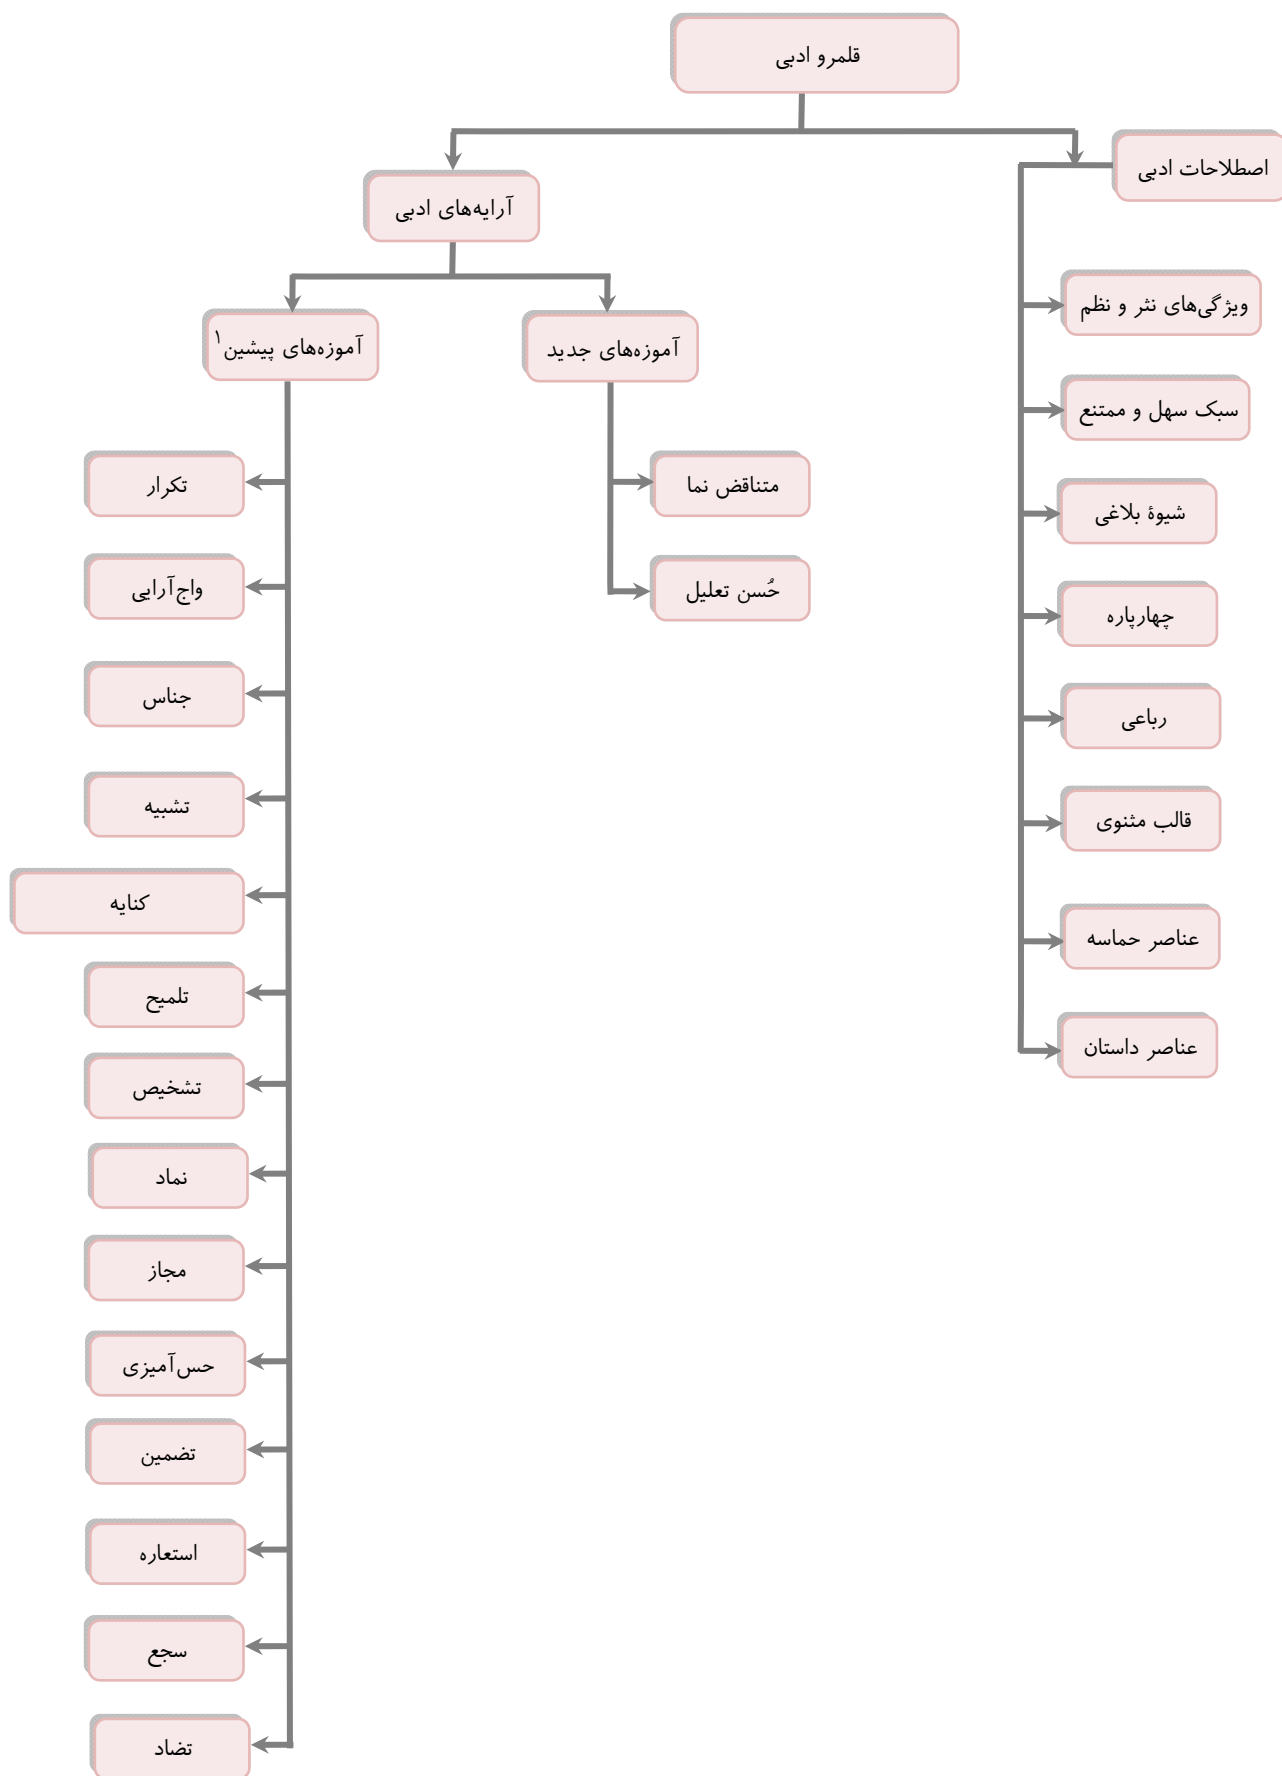 قلمرو ادبی
اصطلاحات ادبی
ویژگی‌های نثر و نظم
سبک سهل و ممتنع
شیوهٔ بلاغی
چهارپاره
رباعی
قالب مثنوی
عناصر حماسه
عناصر داستان
آرایه‌های ادبی
آموزه‌های جدید
متناقض نما
حُسن تعلیل
آموزه‌های پیشین۱
تکرار
واج‌آرایی
جناس
تشبیه
کنایه
تلمیح
تشخیص
نماد
مجاز
حس‌آمیزی
تضمین
استعاره
سجع
تضاد